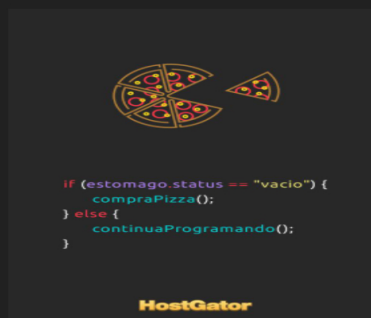 if (estomago.status == "vacio") {
compraPizza();
} else {
continuaProgramando();
}
HostGator